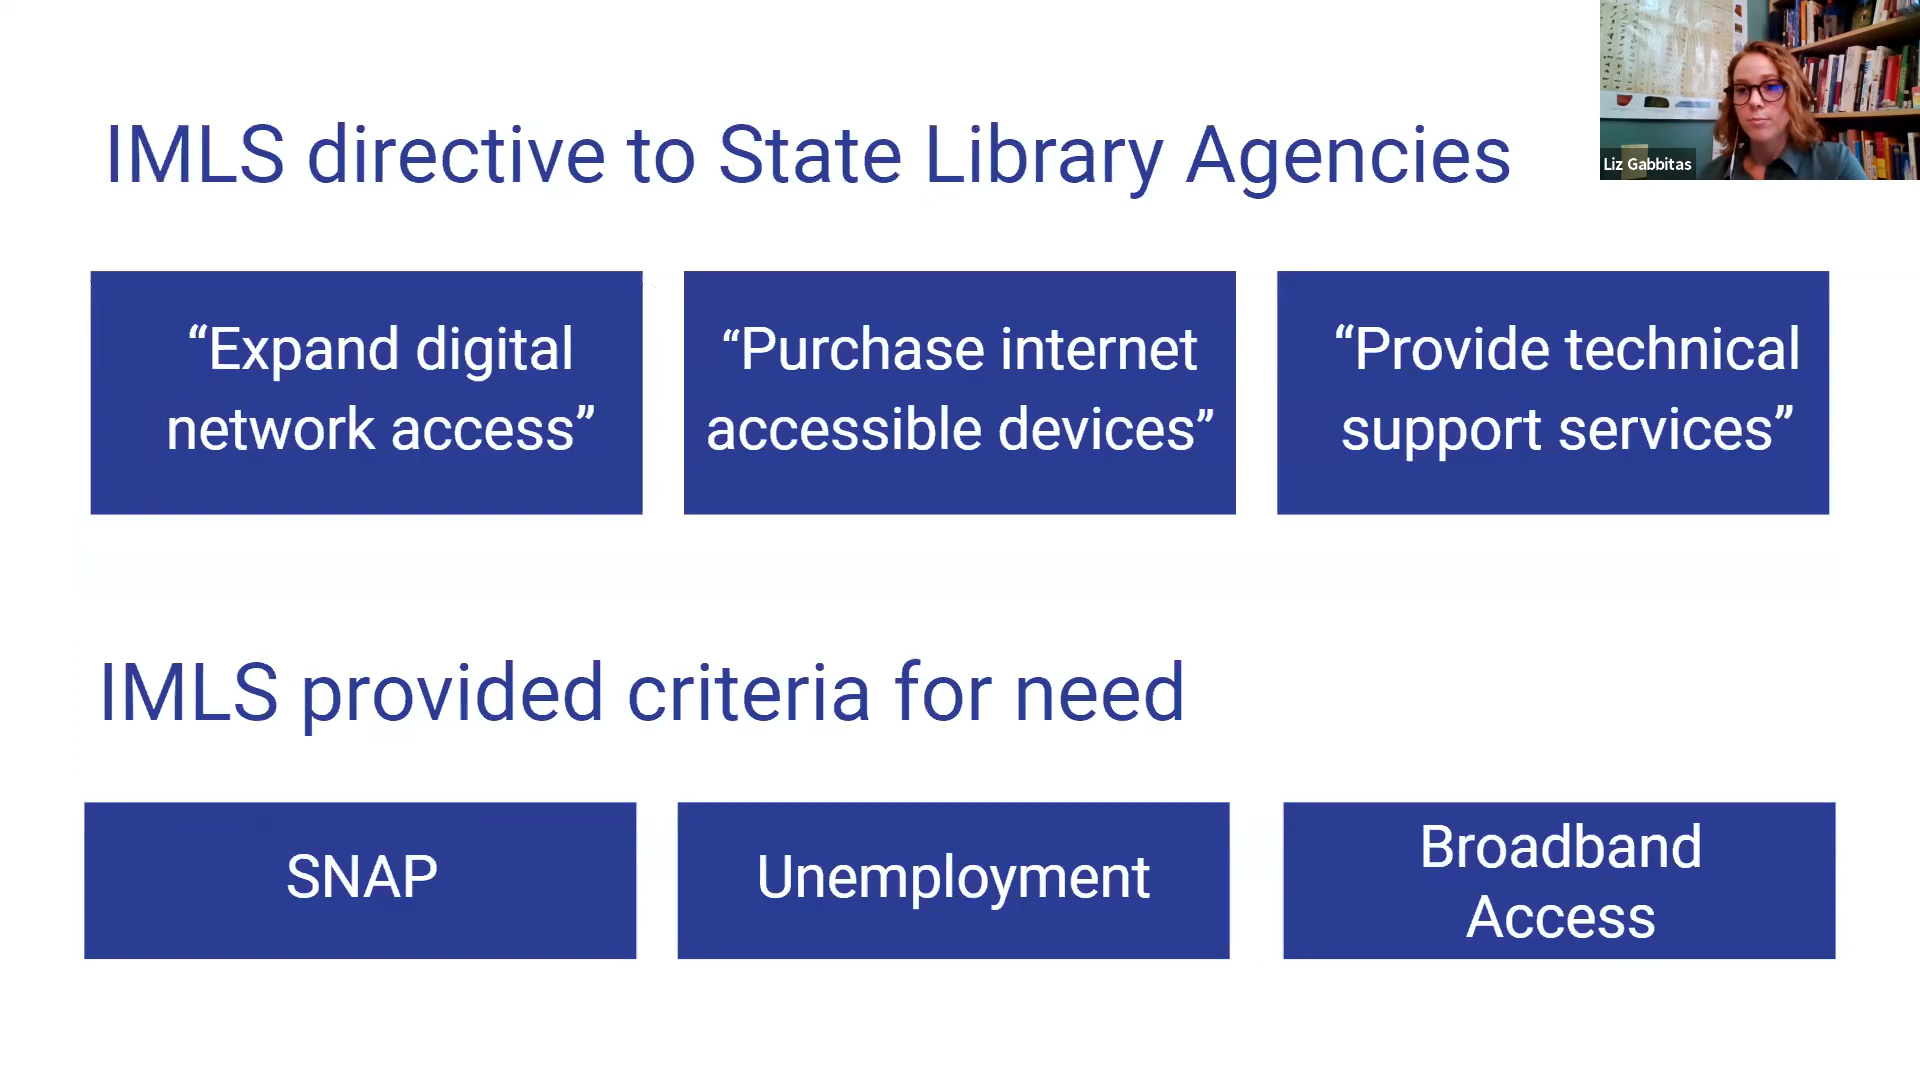 IMLS directive to State Library Agencies
Liz Gabbitas
“Expand digital
network access”
“Purchase internet
accessible devices”
“Provide technical
support services”
IMLS provided criteria for need
SNAP
Unemployment
Broadband
Access